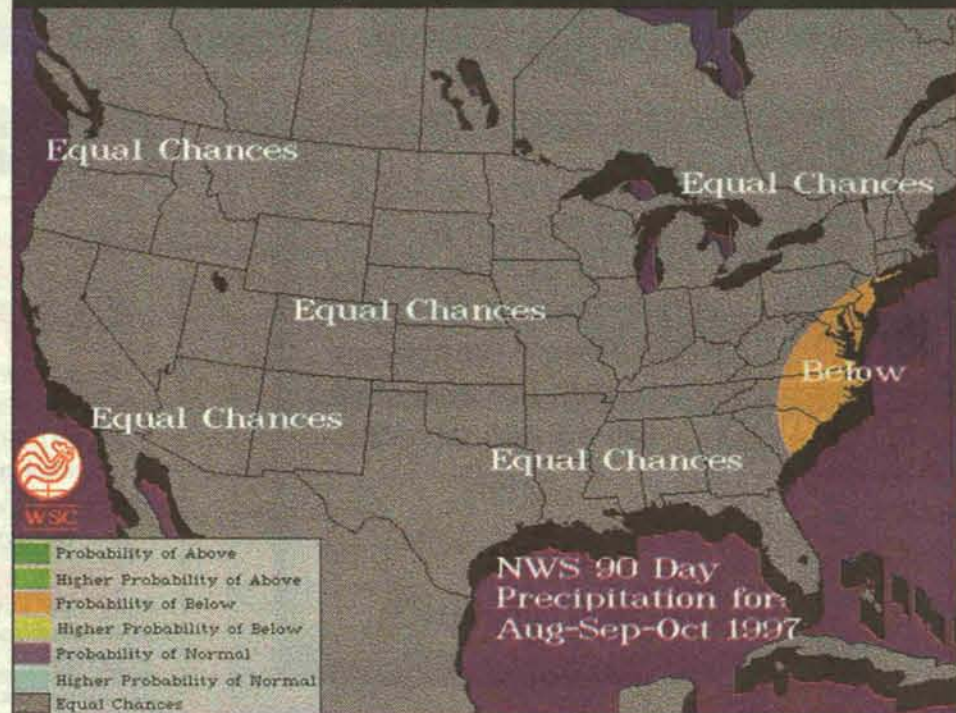 Equal Chances
Equal Chances
Equal Chances
Below
Equal Chances
Equal Chances
WSC
NWS 90 Day
Precipitation for
Aug-Sep-Oct 1997
Probability of Above
Higher Probability of Above
Probability of Below
Higher Probability of Below
Probability of Normal
Higher Probability of Normal
Equal Chances